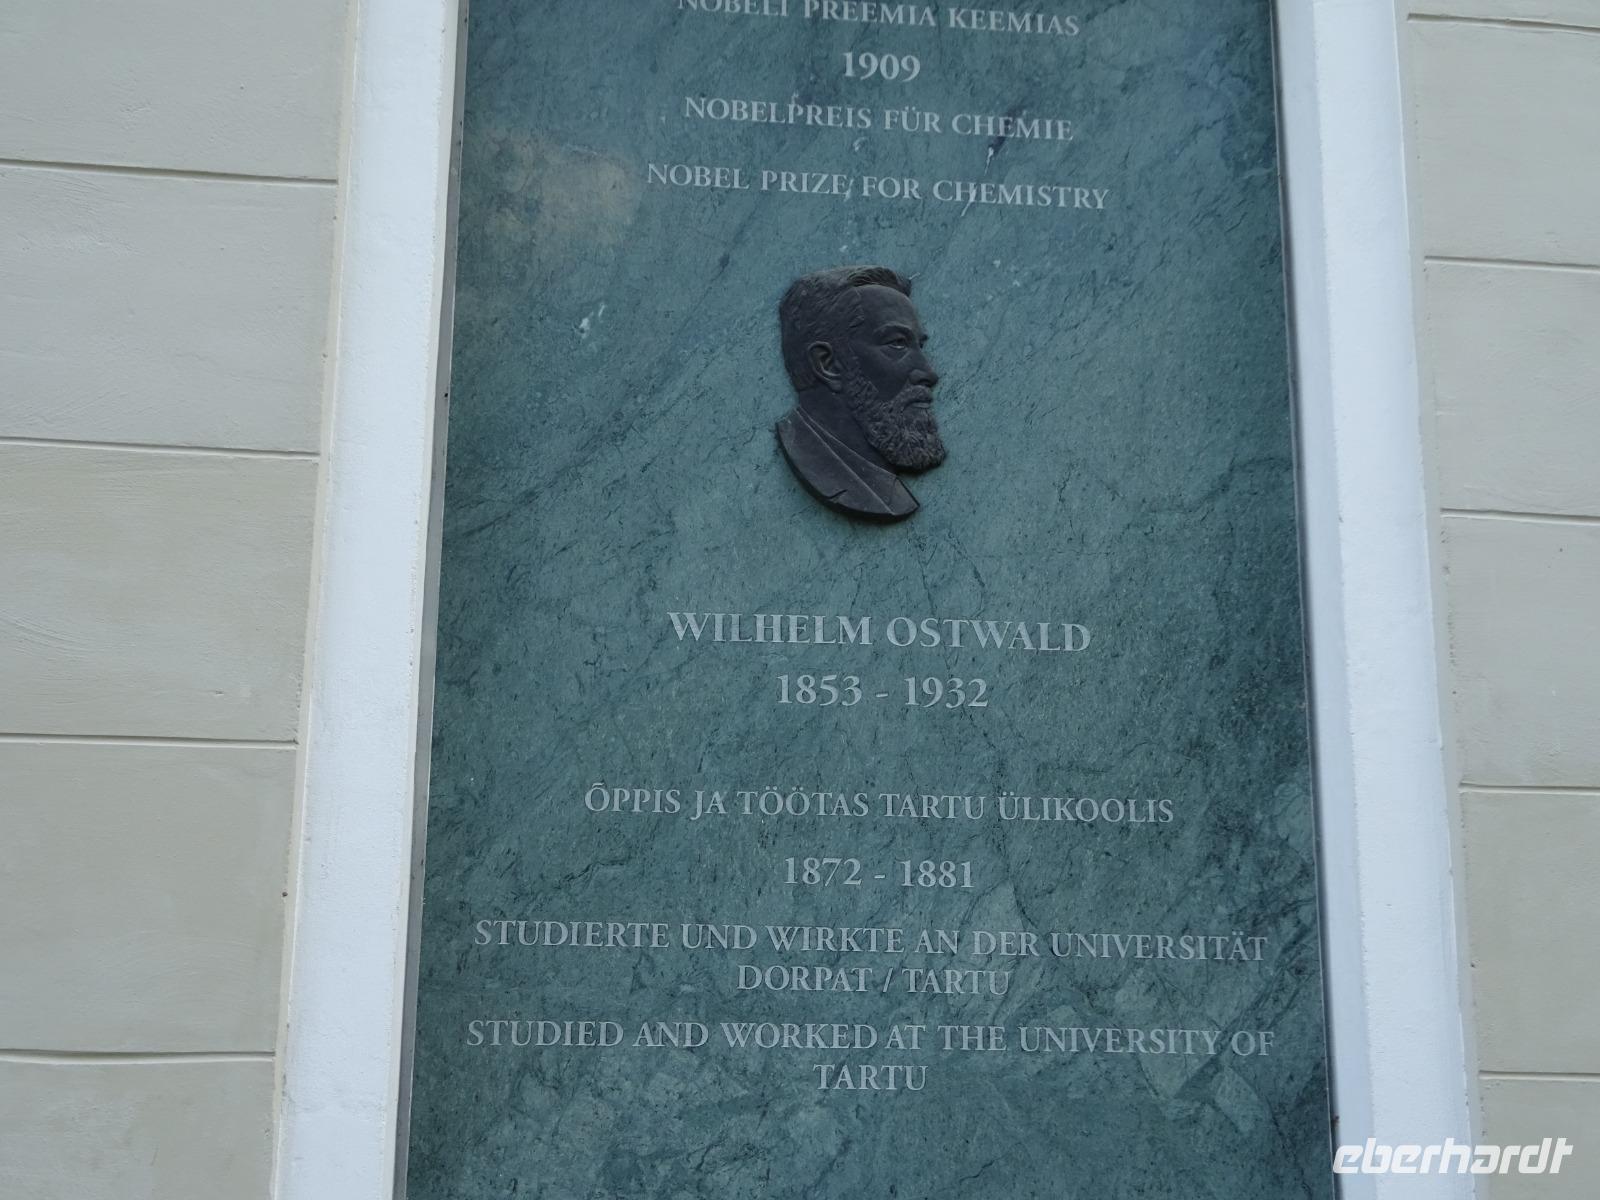 NOBELI PREEMIA KEEMIAS
1909
NOBELPREIS FÜR CHEMIE
NOBEL PRIZE FOR CHEMISTRY
WILHELM OSTWALD
1853 - 1932
ÕPPIS JA TÖÖTAS TARTU ÜLIKOOLIS
1872 - 1881
STUDIERTE UND WIRKTE AN DER UNIVERSITÄT
DORPAT / TARTU
STUDIED AND WORKED AT THE UNIVERSITY OF
TARTU
eberhardt